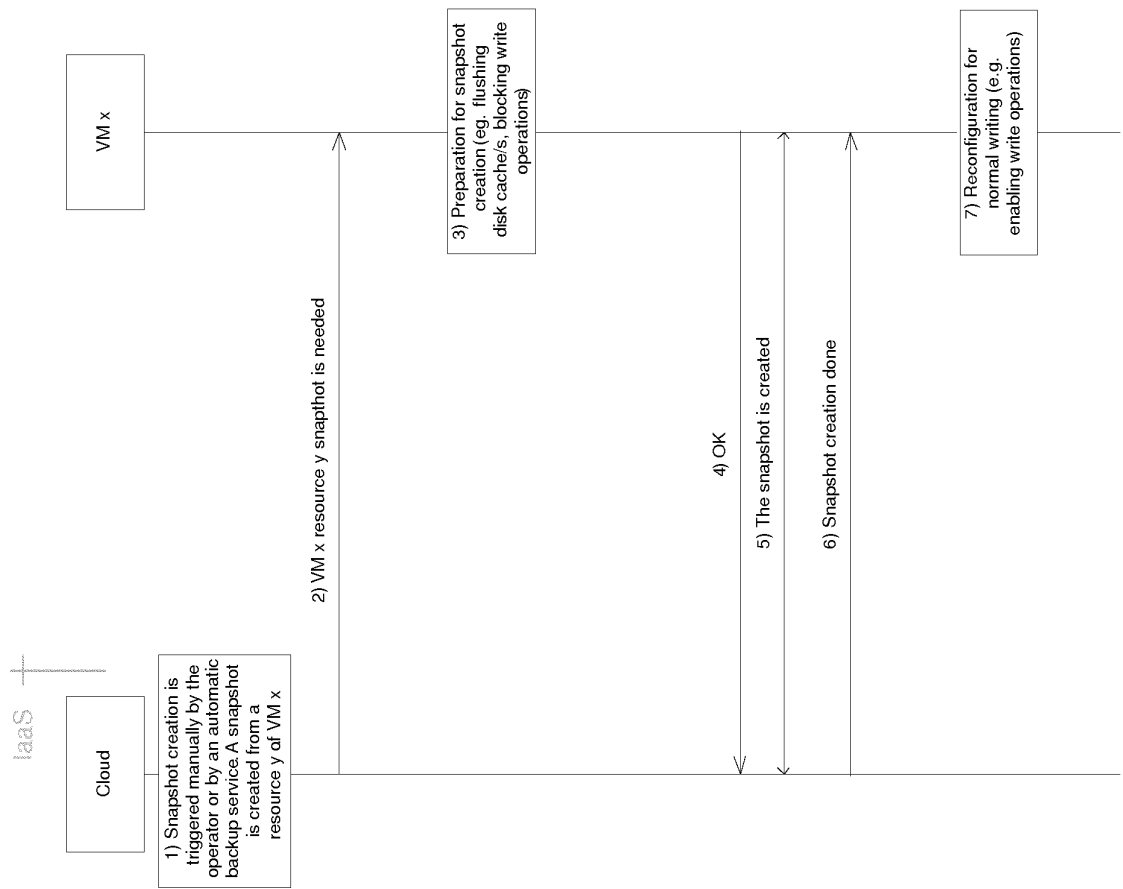 IaaS
Cloud
VM x
1) Snapshot creation is
triggered manually by the
operator or by an automatic
backup service. A snapshot
is created from a
resource y of VM x
2) VM x resource y snapthot is needed
3) Preparation for snapshot
creation (eg. flushing
disk cache/s, blocking write
operations)
4) OK
5) The snapshot is created
6) Snapshot creation done
7) Reconfiguration for
normal writing (e.g.
enabling write operations)